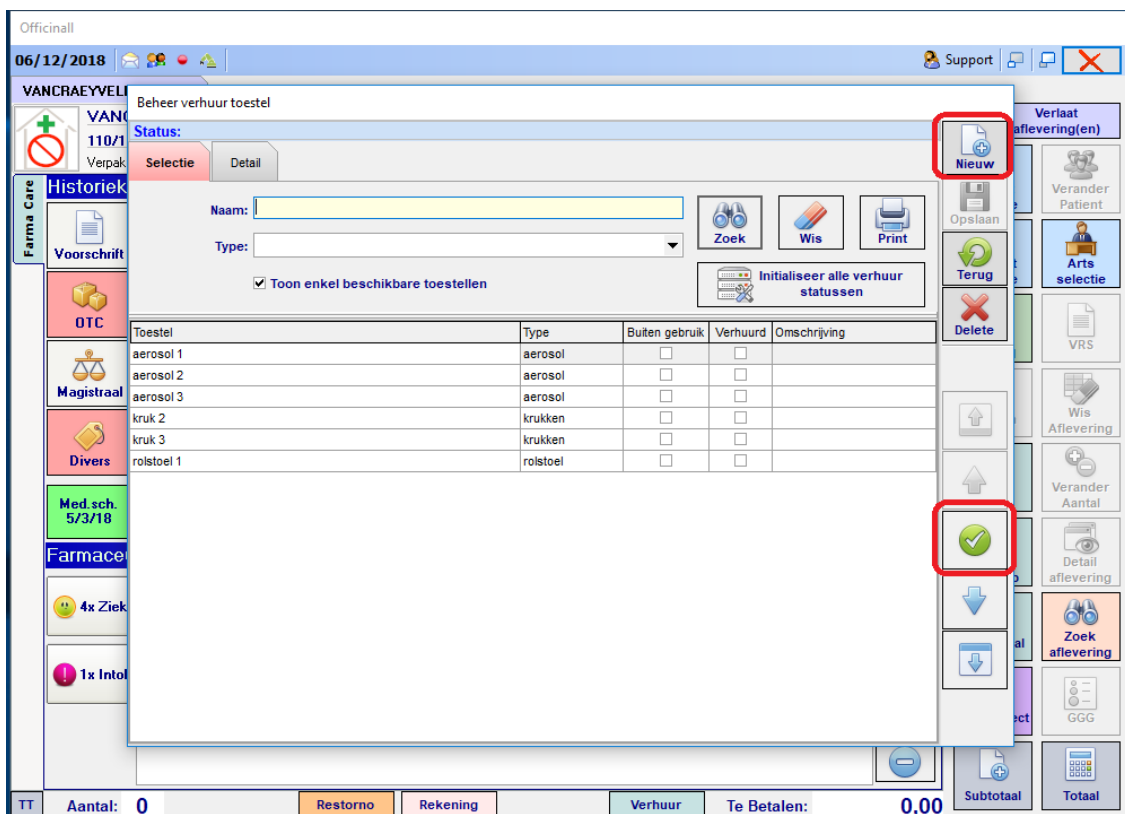 Officinall
06/12/2018
Support
VANCRAEYVELI
Beheer verhuur toestel
VANC
110/1
Verpak
Status:
Selectie
Detail
Nieuw
Verlaat
aflevering(en)
Farma Care
Historiek
Naam:
Zoek
Wis
Print
Opslaan
Verander
Patient
Type:
Voorschrift
Toon enkel beschikbare toestellen
Initialiseer alle verhuur
statussen
Terug
Arts
selectie
OTC
Delete
VRS
Toestel Type Buiten gebruik Verhuurd Omschrijving
aerosol 1 aerosol
aerosol 2 aerosol
aerosol 3 aerosol
kruk 2 krukken
kruk 3 krukken
rolstoel 1 rolstoel
Magistraal
Wis
Aflevering
Divers
Verander
Aantal
Med.sch.
5/3/18
Farmace
Detail
aflevering
4x Ziek
Zoek
aflevering
al
1x Intol
ect
GGG
Subtotaal
Totaal
TT
Aantal: 0
Restorno
Rekening
Verhuur
Te Betalen: 0.00